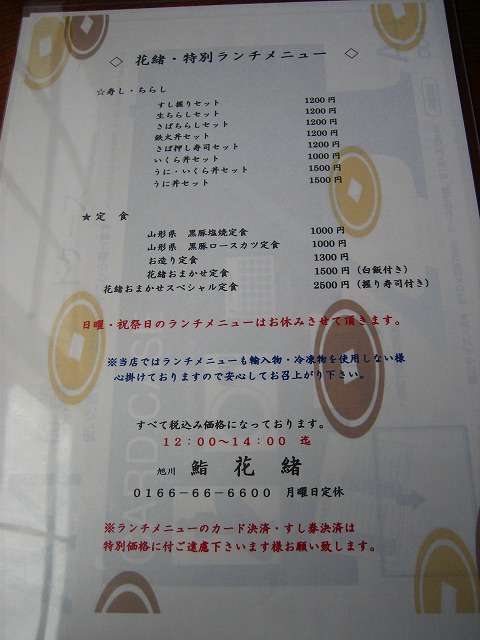 ◇ 花緒・特別ランチメニュー ◇
☆寿し・ちらし
すし握りセット 1200円
生ちらしセット 1200円
さばちらしセット 1200円
鉄火丼セット 1200円
さば押し寿司セット 1200円
いくら丼セット 1000円
うに・いくら丼セット 1500円
うに丼セット 1500円
★定 食
山形県 黒豚塩焼定食 1000円
山形県 黒豚ロースカツ定食 1000円
お造り定食 1300円
花緒おまかせ定食 1500円（白飯付き）
花緒おまかせスペシャル定食 2500円（握り寿司付き）
日曜・祝祭日のランチメニューはお休みさせて頂きます。
※当店ではランチメニューも輸入物・冷凍物を使用しない様
心掛けておりますので安心してお召上がり下さい。
すべて税込み価格になっております。
12：00～14：00 迄
旭川 鮨 花 緒
0166－66－6600 月曜日定休
※ランチメニューのカード決済・すし券決済は
特別価格に付ご遠慮下さいます様お願い致します。